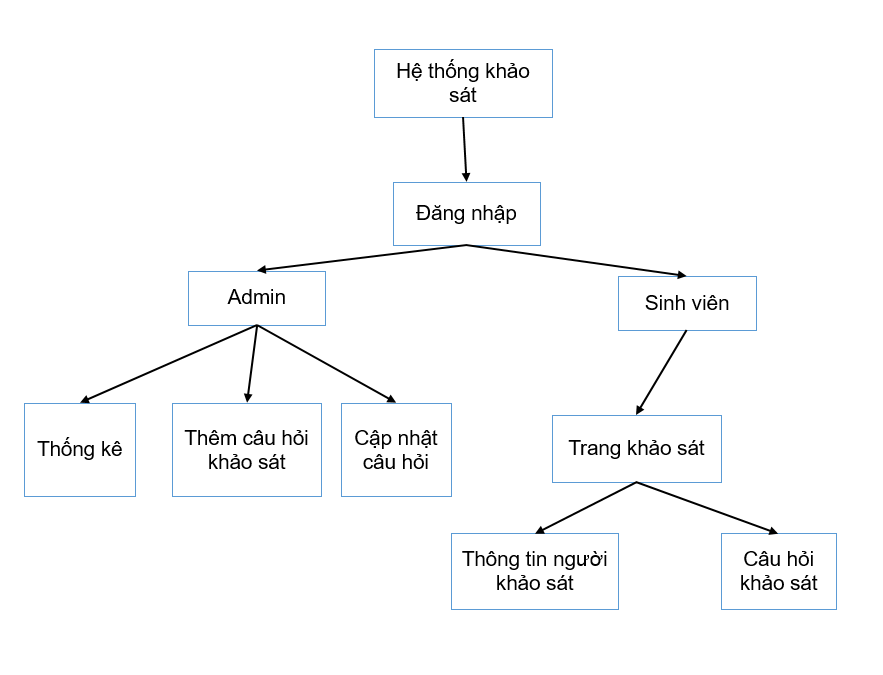 Hệ thống khảo
sát
Đăng nhập
Admin
Sinh viên
Thống kê
Thêm câu hỏi
khảo sát
Cập nhật
câu hỏi
Trang khảo sát
Thông tin người
khảo sát
Câu hỏi
khảo sát